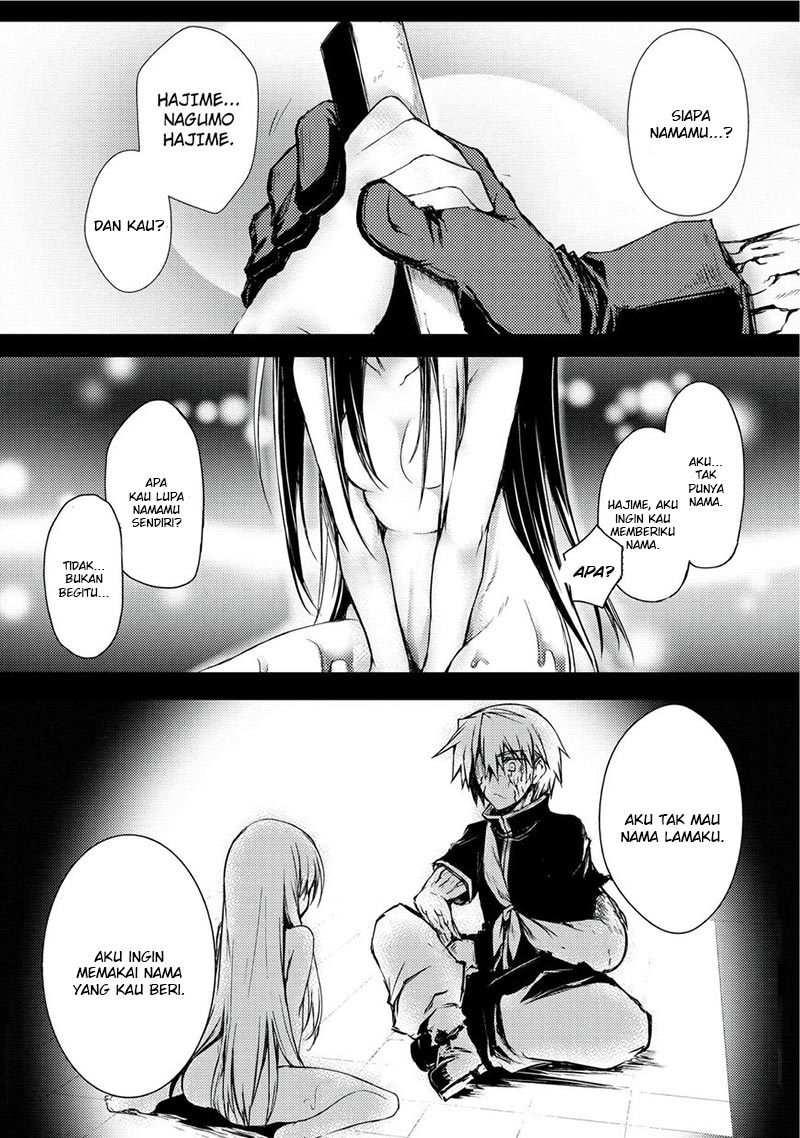 SIAPA
NAMAMU...?
HAJIME...
NAGUMO
HAJIME.
DAN KAU?
AKU...
TAK
PUNYA
NAMA.
HAJIME, AKU
INGIN KAU
MEMBERIKU
NAMA.
APA?
APA
KAU LUPA
NAMAMU
SENDIRI?
TIDAK...
BUKAN
BEGITU...
AKU TAK MAU
NAMA LAMAKU.
AKU INGIN
MEMAKAI NAMA
YANG KAU BERI.